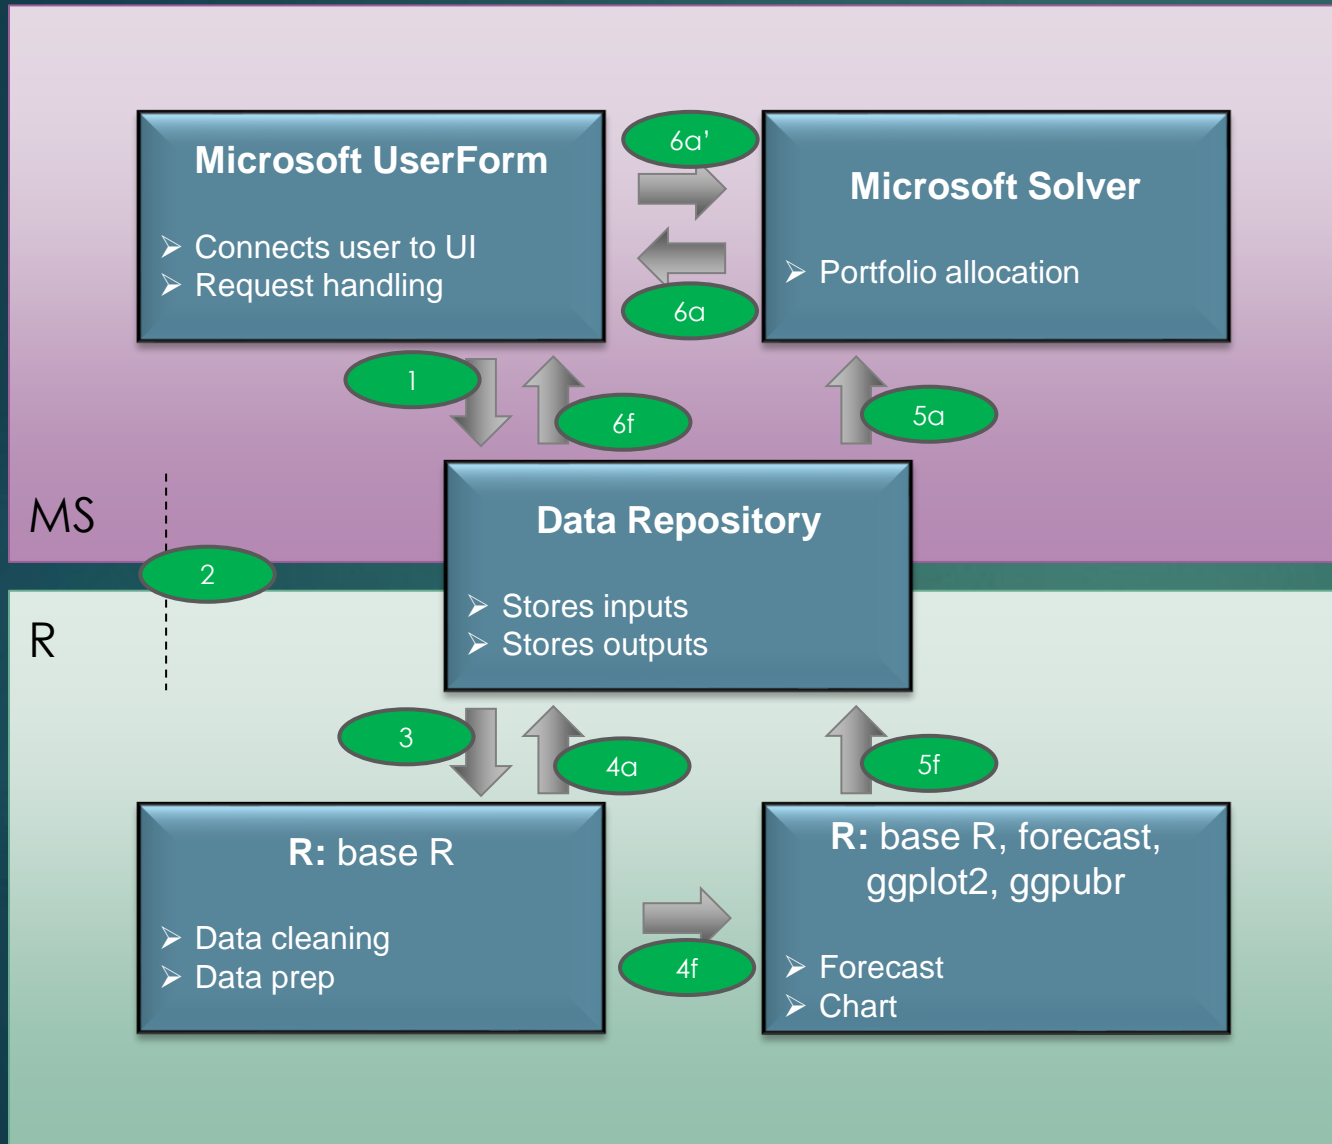 6a’
Microsoft UserForm
➢ Connects user to UI
➢ Request handling
Microsoft Solver
➢ Portfolio allocation
6a
1
6f
5a
MS
2
R
Data Repository
➢ Stores inputs
➢ Stores outputs
3
4a
5f
R: base R
➢ Data cleaning
➢ Data prep
4f
R: base R, forecast,
ggplot2, ggpubr
➢ Forecast
➢ Chart